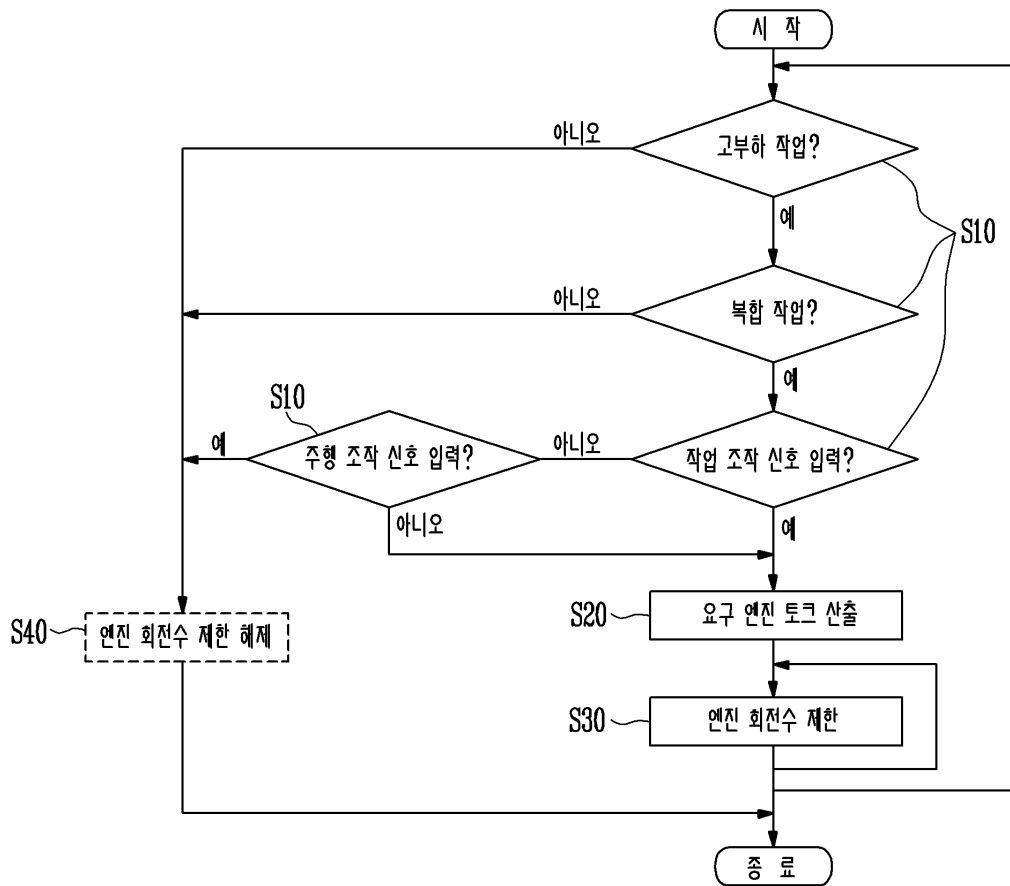 시 작
아니오
고부하 작업?
예
S10
아니오
복합 작업?
예
S10
예
주행 조작 신호 입력?
아니오
작업 조작 신호 입력?
아니오
예
S20
요구 엔진 토크 산출
S40
엔진 회전수 제한 해제
S30
엔진 회전수 제한
종 료